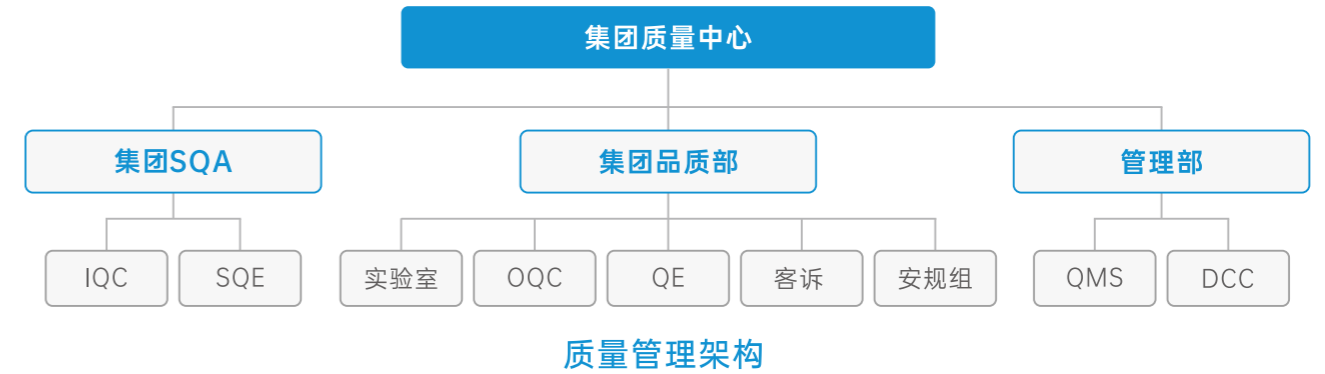 集团质量中心
集团SQA
集团品质部
管理部
IQC
SQE
实验室
OQC
QE
客诉
安规组
QMS
DCC
质量管理架构